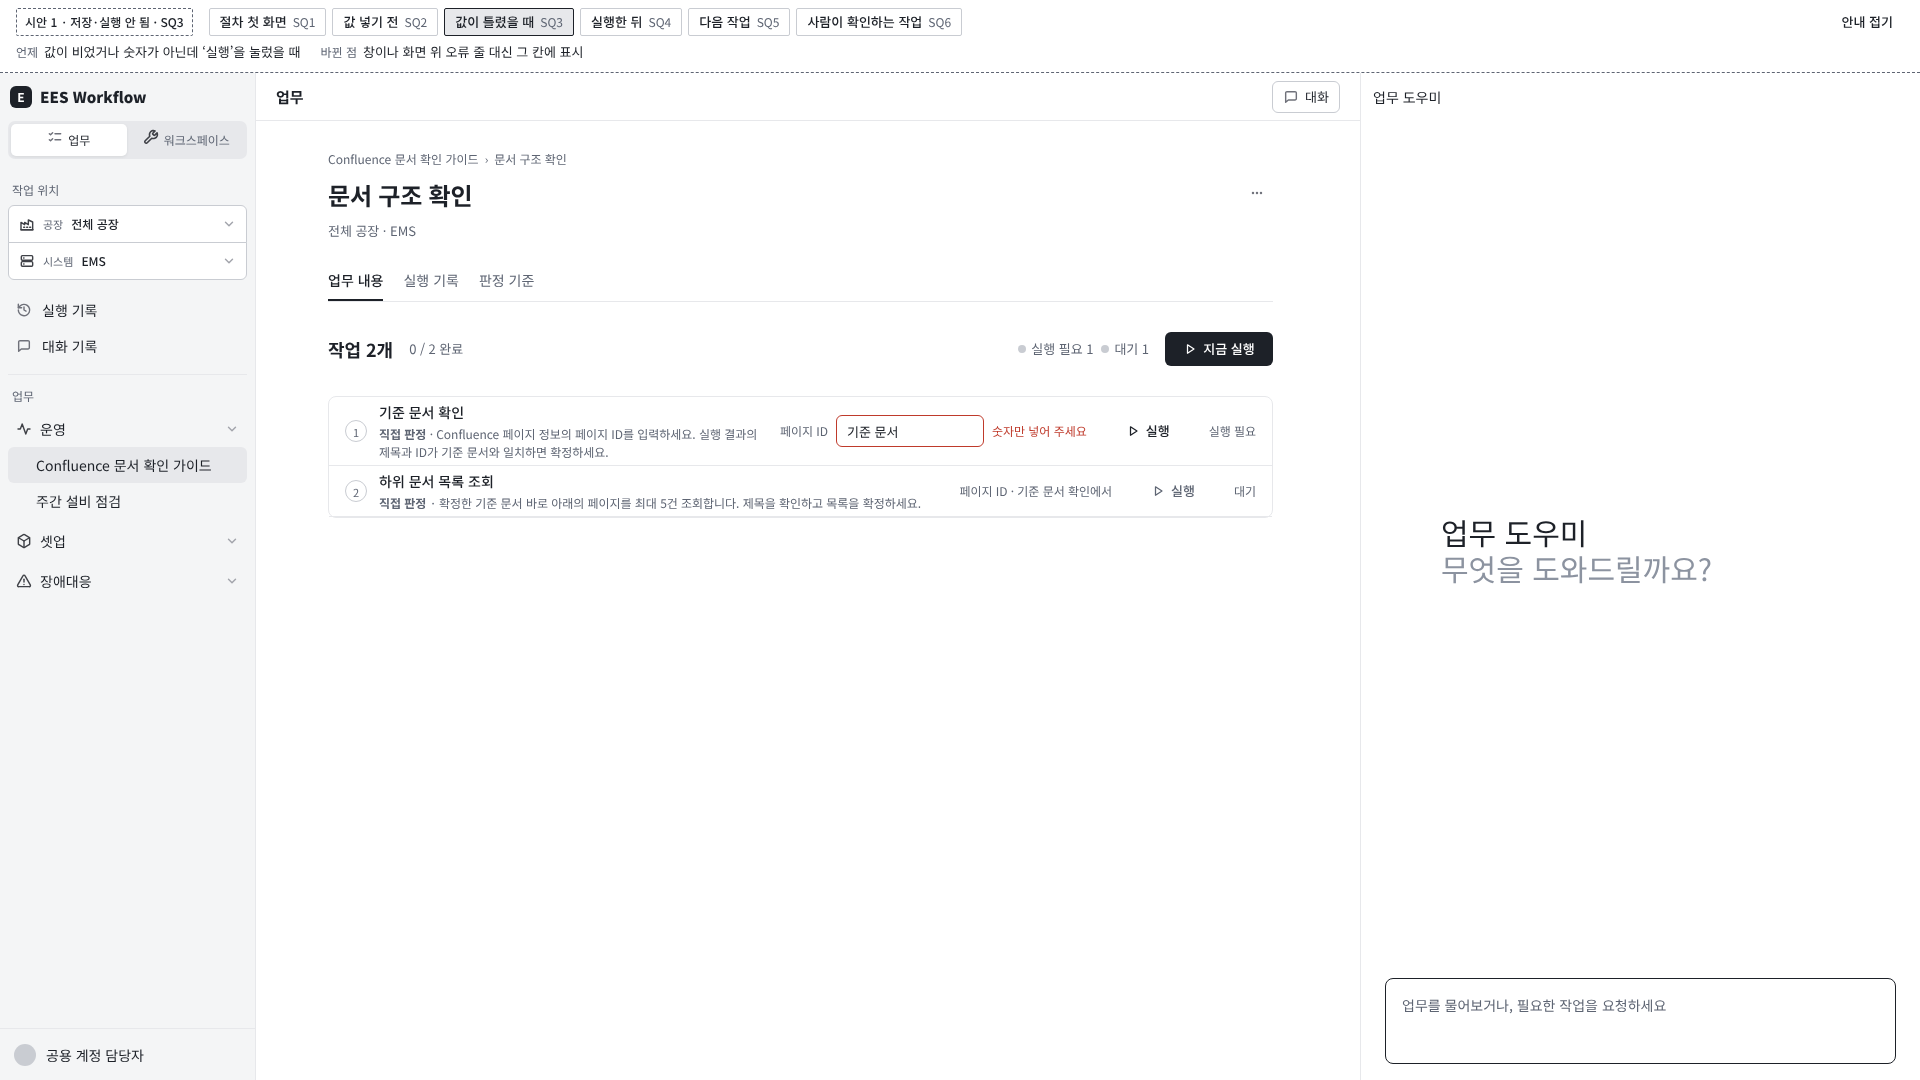 시안 1 · 저장·실행 안 됨 · SQ3
절차 첫 화면 SQ1
값 넣기 전 SQ2
값이 틀렸을 때 SQ3
실행한 뒤 SQ4
다음 작업 SQ5
사람이 확인하는 작업 SQ6
안내 접기
언제 값이 비었거나 숫자가 아닌데 ‘실행’을 눌렀을 때
바뀐 점 창이나 화면 위 오류 줄 대신 그 칸에 표시
E EES Workflow
업무
워크스페이스
작업 위치
공장 전체 공장
시스템 EMS
실행 기록
대화 기록
업무
운영
Confluence 문서 확인 가이드
주간 설비 점검
셋업
장애대응
공용 계정 담당자
업무
대화
Confluence 문서 확인 가이드 › 문서 구조 확인
문서 구조 확인
···
전체 공장 · EMS
업무 내용
실행 기록
판정 기준
작업 2개 0 / 2 완료
실행 필요 1
대기 1
지금 실행
1
기준 문서 확인
직접 판정 · Confluence 페이지 정보의 페이지 ID를 입력하세요. 실행 결과의
제목과 ID가 기준 문서와 일치하면 확정하세요.
페이지 ID
기준 문서
숫자만 넣어 주세요
실행
실행 필요
2
하위 문서 목록 조회
직접 판정 · 확정한 기준 문서 바로 아래의 페이지를 최대 5건 조회합니다. 제목을 확인하고 목록을 확정하세요.
페이지 ID · 기준 문서 확인에서
실행
대기
업무 도우미
업무 도우미
무엇을 도와드릴까요?
업무를 물어보거나, 필요한 작업을 요청하세요